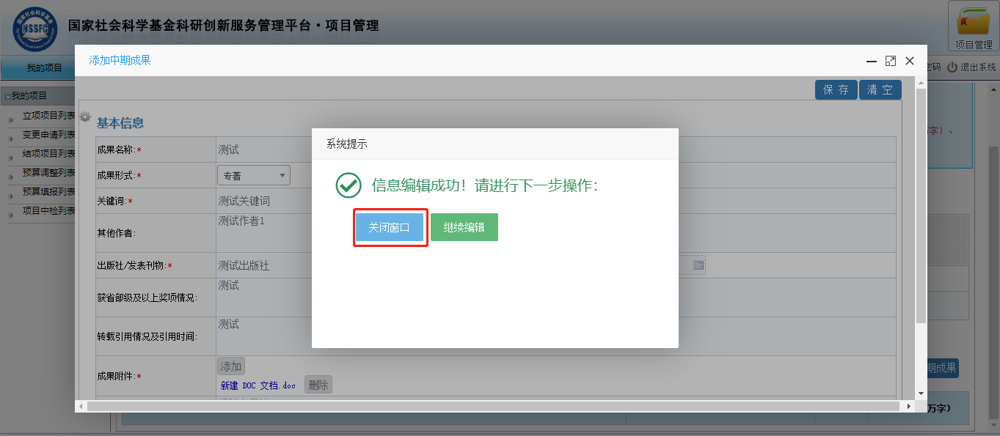 NSSFC
国家社会科学基金科研创新服务管理平台·项目管理
项目管理
我的项目
密码
退出系统
添加中期成果
保 存
清 空
我的项目
立项项目列表
变更申请列表
结项项目列表
预算调整列表
预算填报列表
项目中检列表
基本信息
成果名称:*
测试
成果形式:*
专著
关键词:*
测试关键词
其他作者:
测试作者1
出版社/发表刊物:*
测试出版社
获省部级及以上奖项情况:
测试
转载引用情况及引用时间:
测试
成果附件:*
添加
新建 DOC 文档.doc
删除
系统提示
信息编辑成功！请进行下一步操作：
关闭窗口
继续编辑
字）、
期成果
万字)